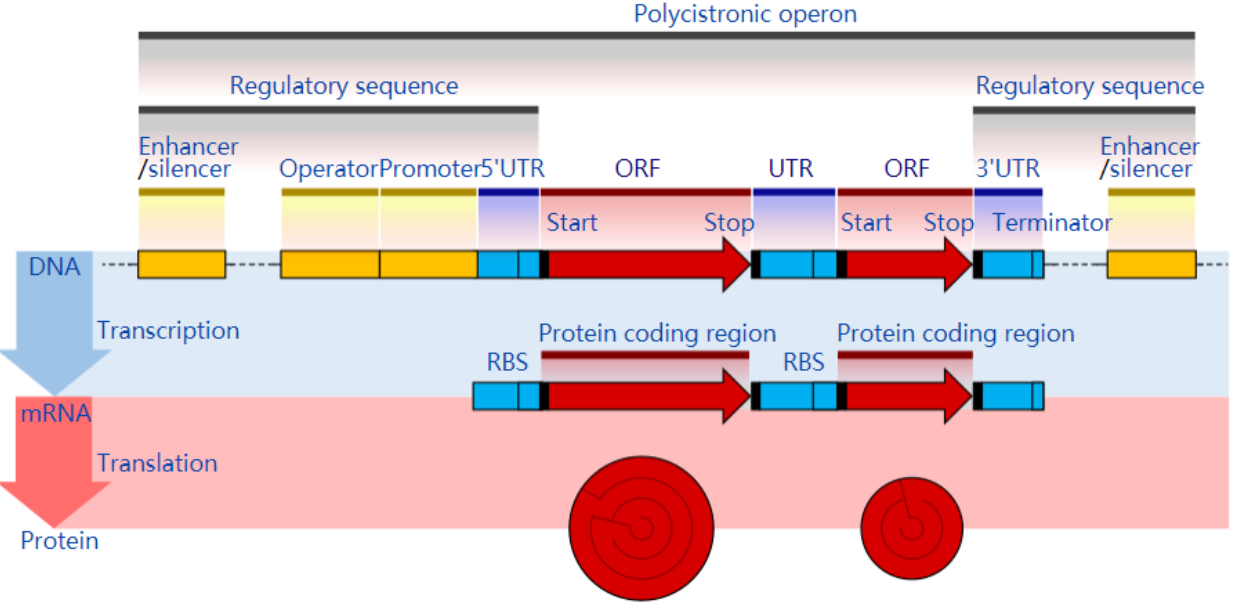 Polycistronic operon
Regulatory sequence Regulatory sequence
Enhancer Enhancer
/silencer Operator Promoter 5'UTR ORF UTR ORF 3'UTR /silencer
Start Stop Start Stop Terminator
DNA
Transcription Protein coding region Protein coding region
RBS RBS
mRNA
Translation
Protein